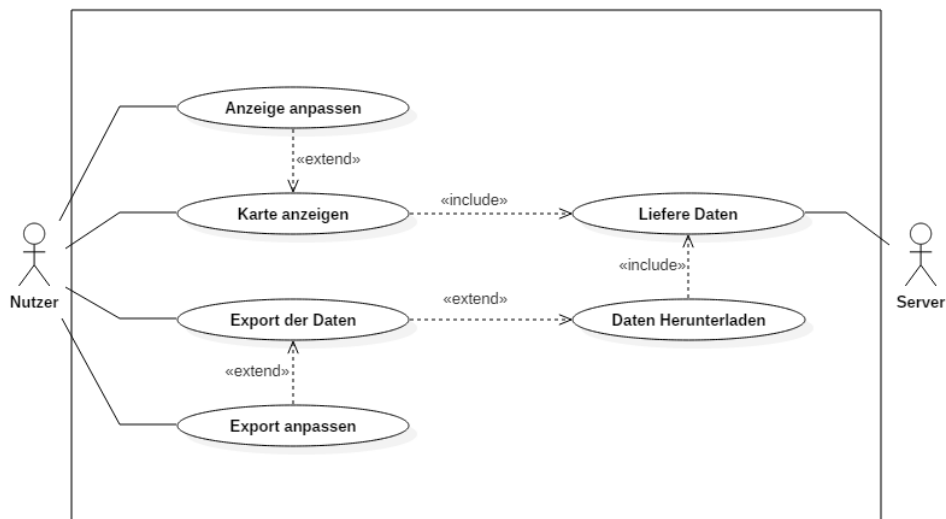 Anzeige anpassen
«extend»
Karte anzeigen
«include»
Liefere Daten
«include»
Nutzer
Server
Export der Daten
«extend»
Daten Herunterladen
«extend»
Export anpassen